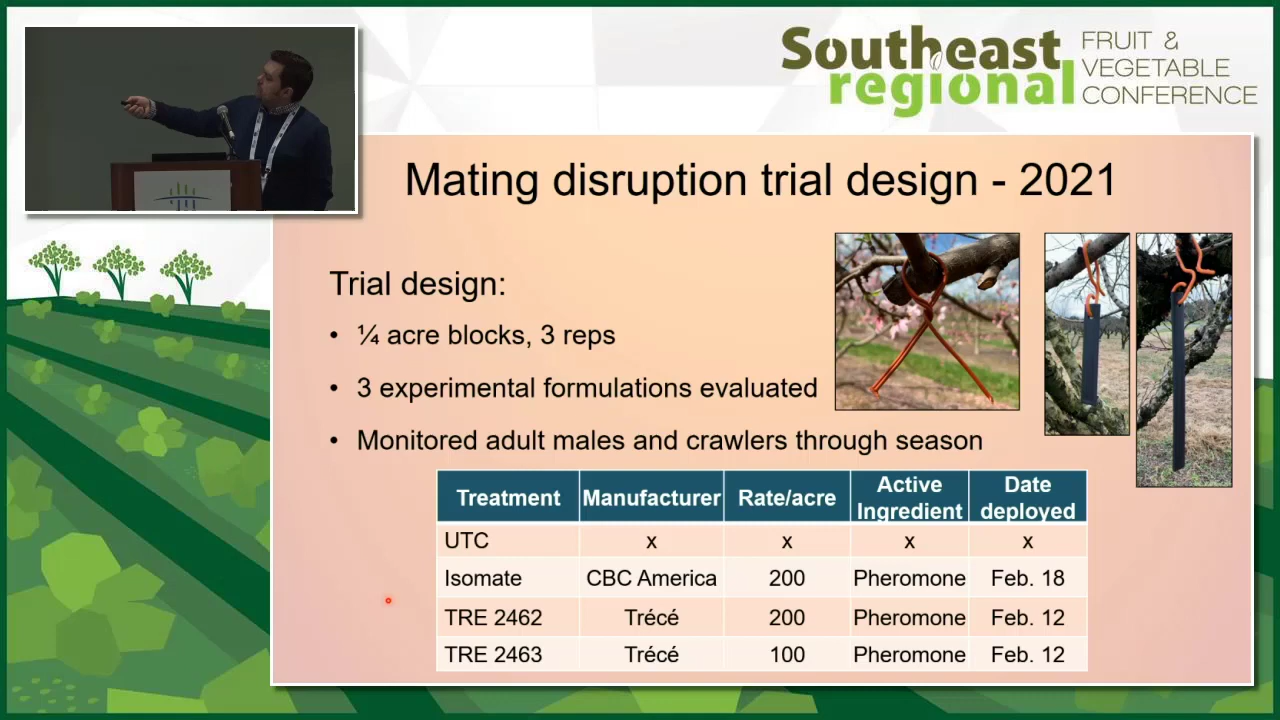 Southeast
regional
FRUIT &
VEGETABLE
CONFERENCE
Mating disruption trial design - 2021
Trial design:
• ¼ acre blocks, 3 reps
• 3 experimental formulations evaluated
• Monitored adult males and crawlers through season
Treatment Manufacturer Rate/acre Active Ingredient Date deployed
UTC x x x x
Isomate CBC America 200 Pheromone Feb. 18
TRE 2462 Trécé 200 Pheromone Feb. 12
TRE 2463 Trécé 100 Pheromone Feb. 12